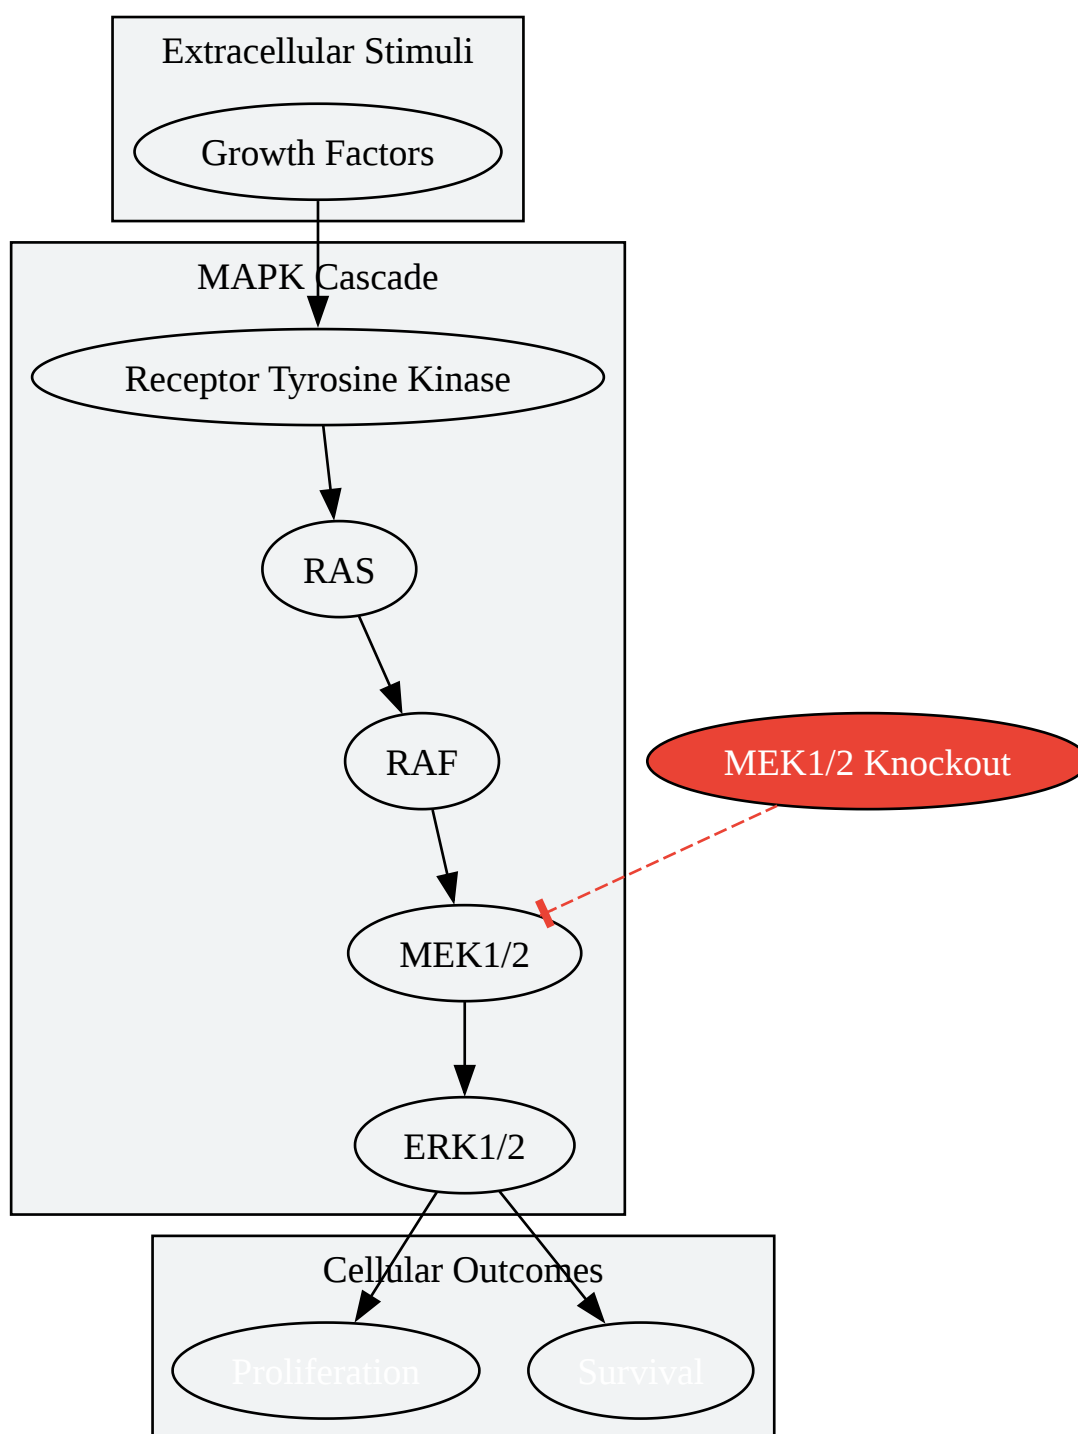 Extracellular Stimuli
Growth Factors
MAPK Cascade
Receptor Tyrosine Kinase
RAS
RAF
MEK1/2 Knockout
MEK1/2
ERK1/2
Cellular Outcomes
Proliferation
Survival